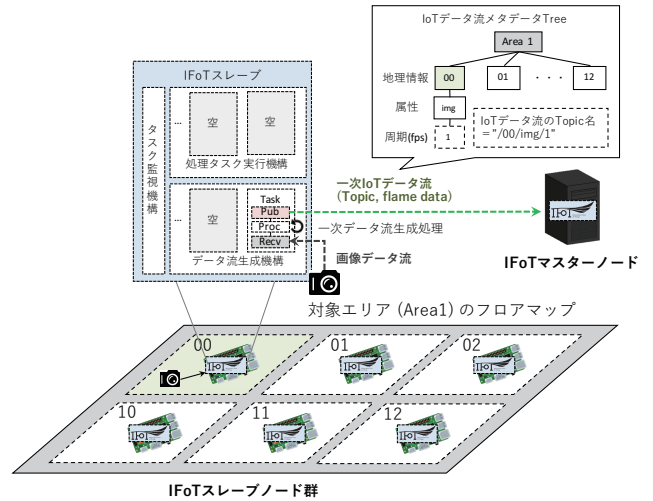 IoTデータ流メタデータTree
Area 1
地理情報
00
01
・・・
12
属性
img
周期(fps)
1
IoTデータ流のTopic名
="/00/img/1"
IFoTスレーブ
タスク監視機構
...
空
空
処理タスク実行機構
...
空
Task
Pub
Proc
Recv
データ流生成機構
一次IoTデータ流
(Topic, flame data)
一次データ流生成処理
画像データ流
IFoT
IFoTマスターノード
対象エリア (Area1) のフロアマップ
00
IFoT
01
IFoT
02
IFoT
10
IFoT
11
IFoT
12
IFoT
IFoTスレーブノード群